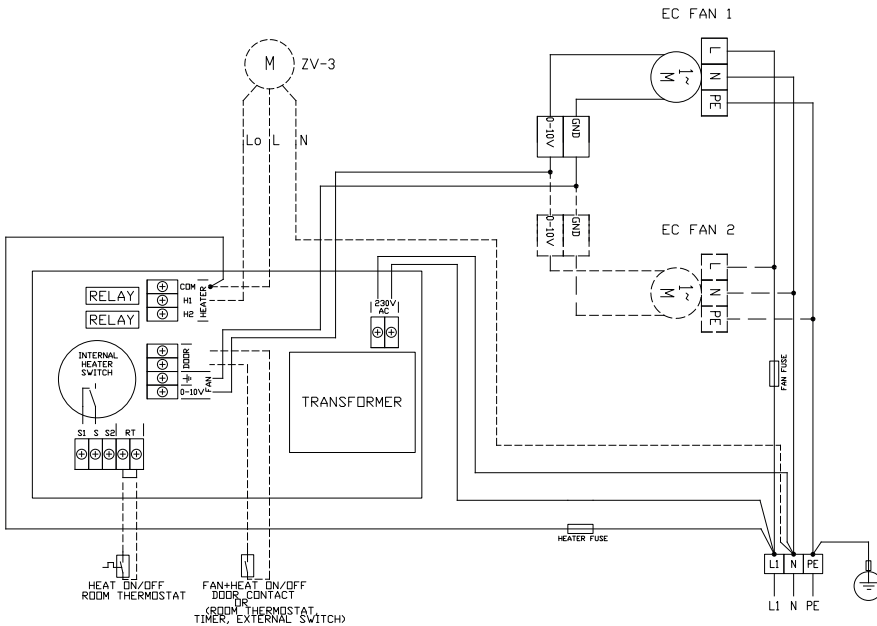 EC FAN 1
M
ZV-3
Lo L N
M
1~
L
N
PE
0-10V
GND
EC FAN 2
0-10V
GND
M
1~
L
N
PE
RELAY
RELAY
COM
H1
H2
HEATER
230V
AC
INTERNAL
HEATER
SWITCH
DOOR
FAN
0-10V
TRANSFORMER
FAN FUSE
S1 S S2 RT
HEATER FUSE
L1 N PE
L1 N PE
HEAT ON/OFF
ROOM THERMOSTAT
FAN+HEAT ON/OFF
DOOR CONTACT
OR
(ROOM THERMOSTAT,
TIMER, EXTERNAL SWITCH)